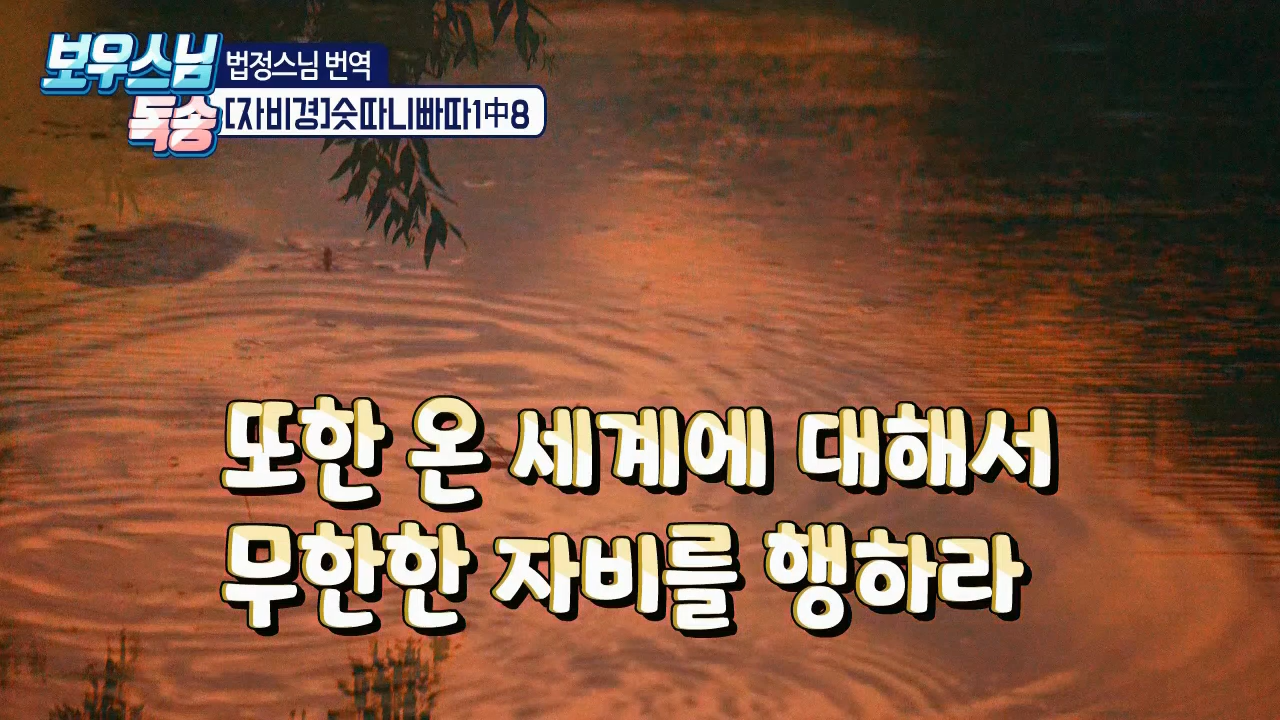 보우스님
독송
법정스님 번역
[자비경]숫따니빠따1中8
또한 온 세계에 대해서
무한한 자비를 행하라